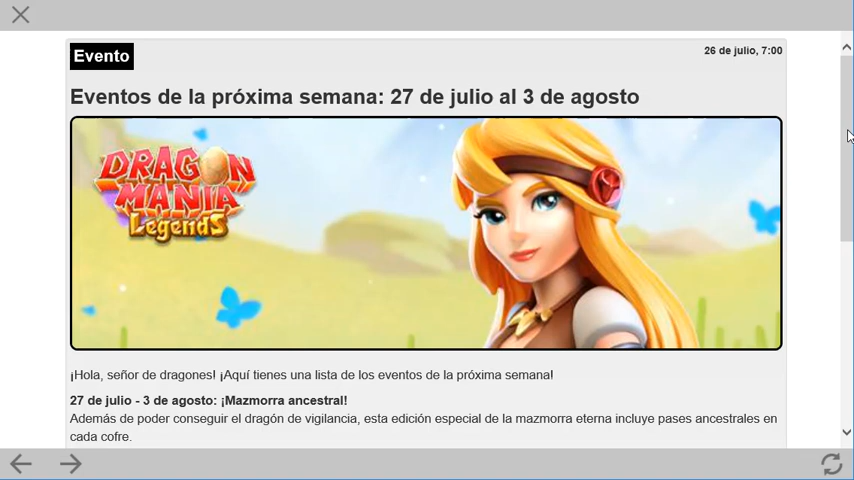 Evento
26 de julio, 7:00
Eventos de la próxima semana: 27 de julio al 3 de agosto
DRAGON
MANIA
Legends
¡Hola, señor de dragones! ¡Aquí tienes una lista de los eventos de la próxima semana!
27 de julio - 3 de agosto: ¡Mazmorra ancestral!
Además de poder conseguir el dragón de vigilancia, esta edición especial de la mazmorra eterna incluye pases ancestrales en
cada cofre.